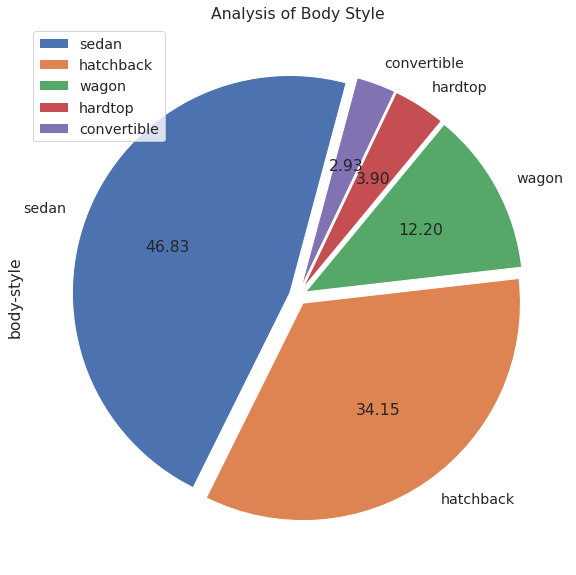 Analysis of Body Style
sedan
hatchback
wagon
hardtop
convertible
convertible
hardtop
wagon
sedan
hatchback
2.93
3.90
12.20
46.83
34.15
body-style